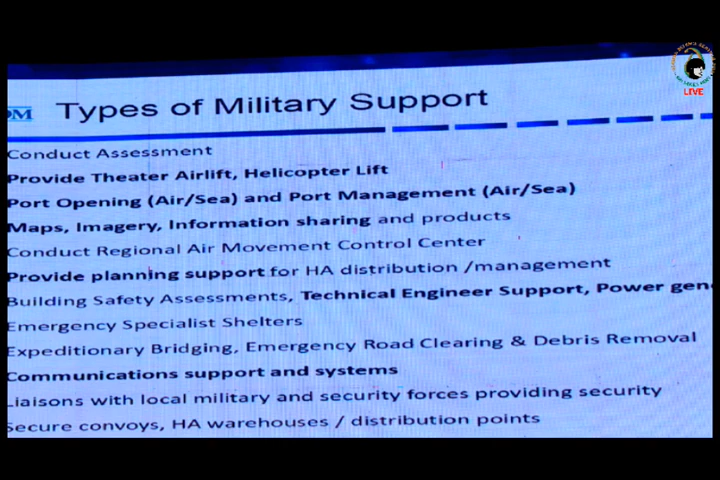 OM
Types of Military Support
LIVE
Conduct Assessment
Provide Theater Airlift, Helicopter Lift
Port Opening (Air/Sea) and Port Management (Air/Sea)
Maps, Imagery, Information sharing and products
Conduct Regional Air Movement Control Center
Provide planning support for HA distribution /management
Building Safety Assessments, Technical Engineer Support, Power gen
Emergency Specialist Shelters
Expeditionary Bridging, Emergency Road Clearing & Debris Removal
Communications support and systems
Liaisons with local military and security forces providing security
Secure convoys, HA warehouses / distribution points